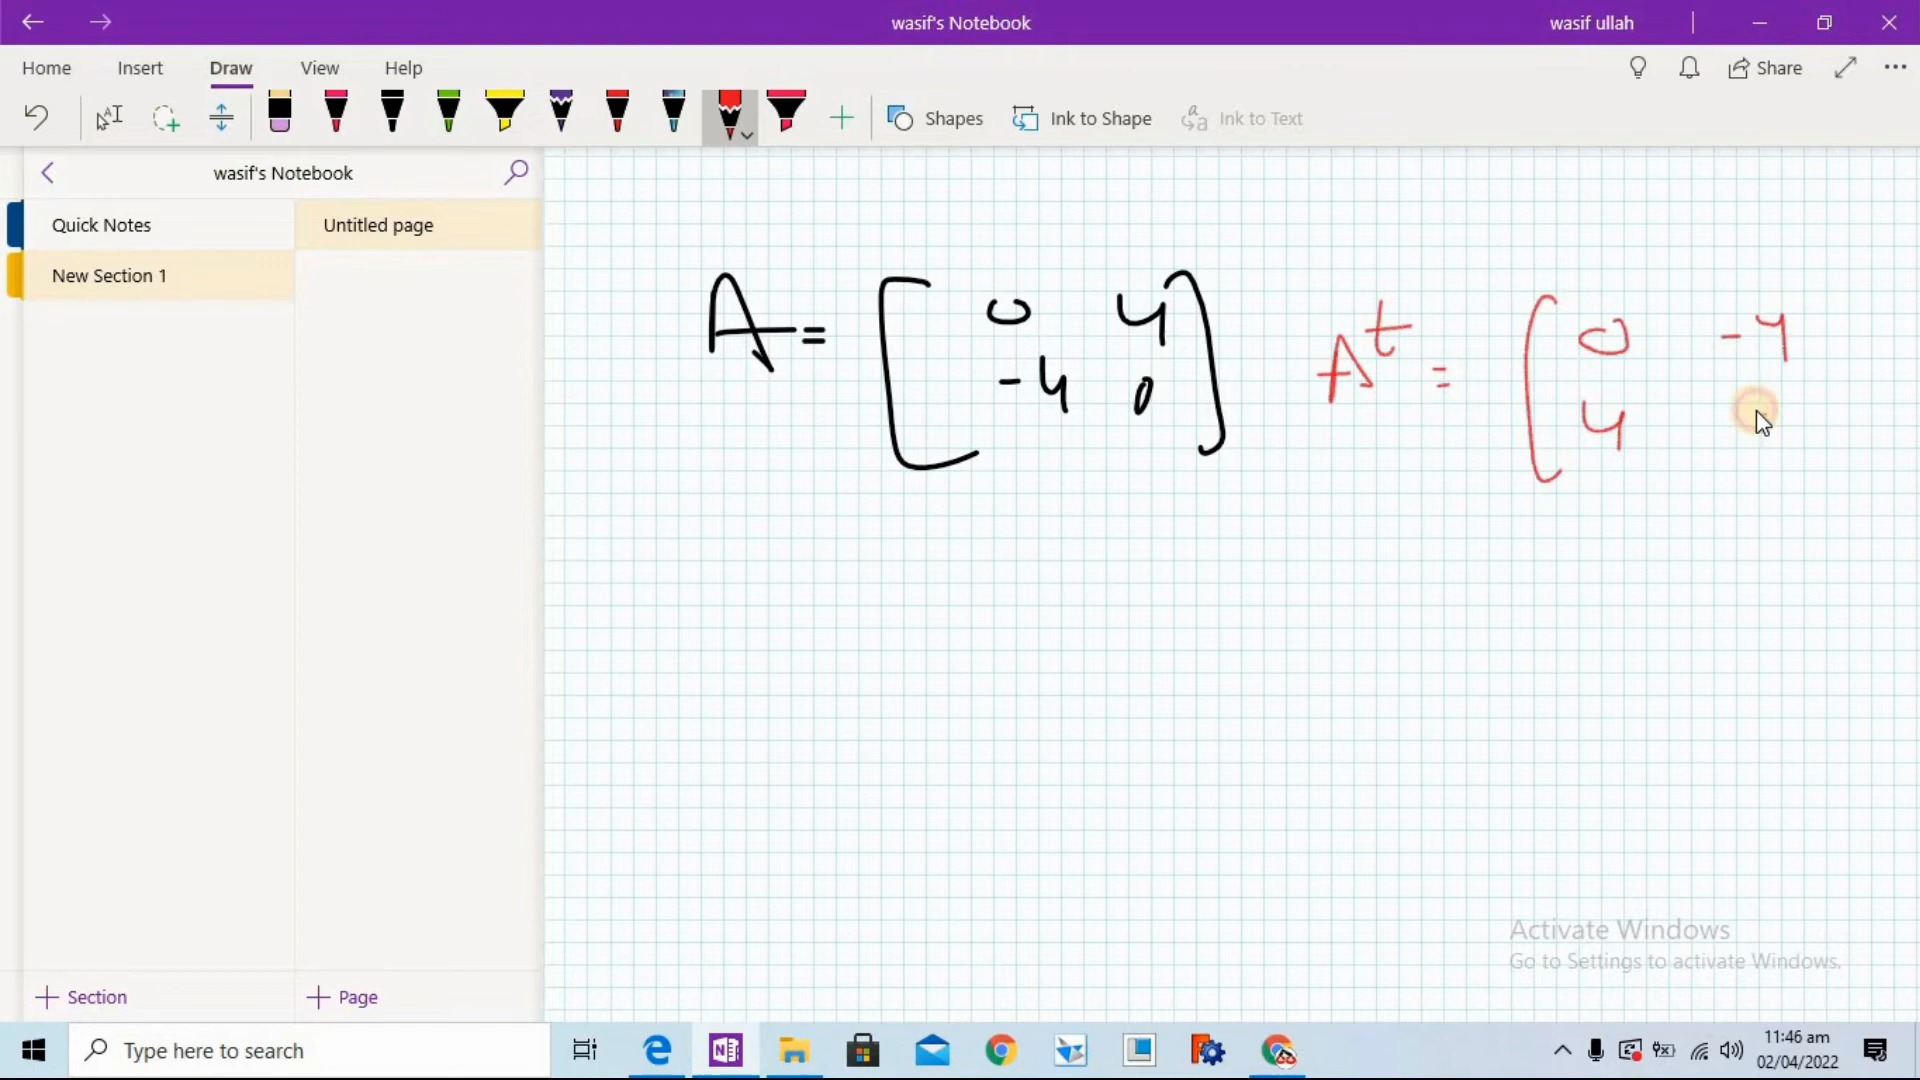 wasif's Notebook
wasif ullah
Home Insert Draw View Help
Share
Shapes
Ink to Shape
Ink to Text
wasif's Notebook
Quick Notes
Untitled page
New Section 1
A = [ 0 4 ]
-4 0
Aᵗ = [ 0 -4
4
Activate Windows
Go to Settings to activate Windows.
+ Section
+ Page
Type here to search
11:46 am
02/04/2022